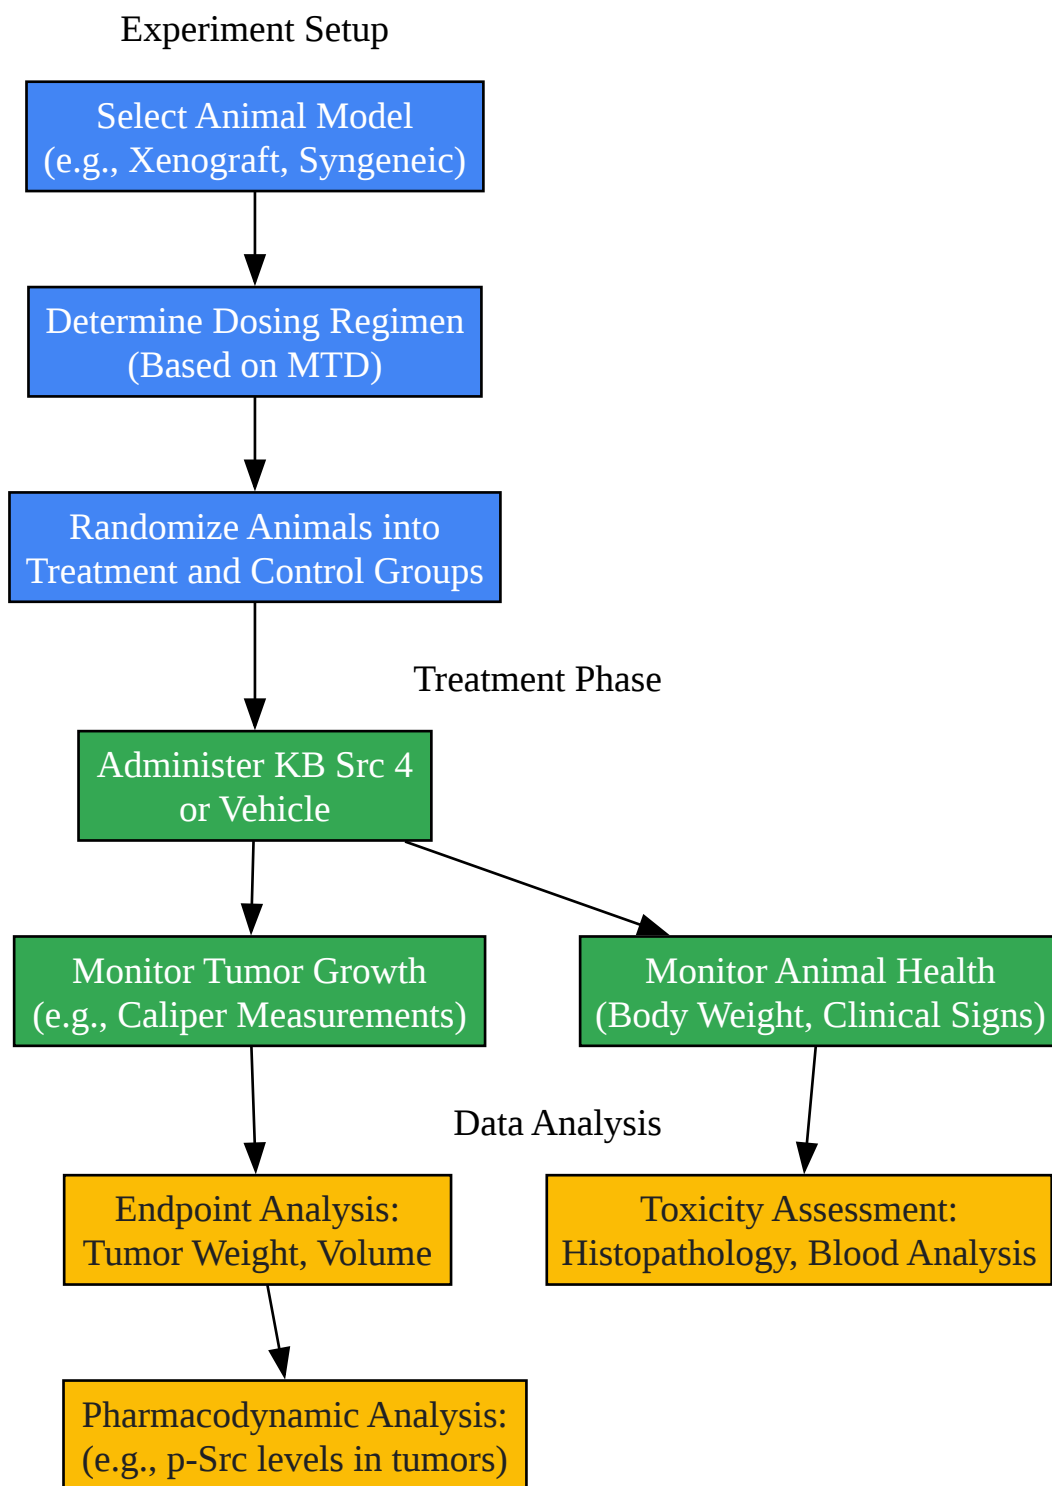 Experiment Setup
Select Animal Model
(e.g., Xenograft, Syngeneic)
Determine Dosing Regimen
(Based on MTD)
Randomize Animals into
Treatment and Control Groups
Treatment Phase
Administer KB Src 4
or Vehicle
Monitor Tumor Growth
(e.g., Caliper Measurements)
Monitor Animal Health
(Body Weight, Clinical Signs)
Data Analysis
Endpoint Analysis:
Tumor Weight, Volume
Toxicity Assessment:
Histopathology, Blood Analysis
Pharmacodynamic Analysis:
(e.g., p-Src levels in tumors)